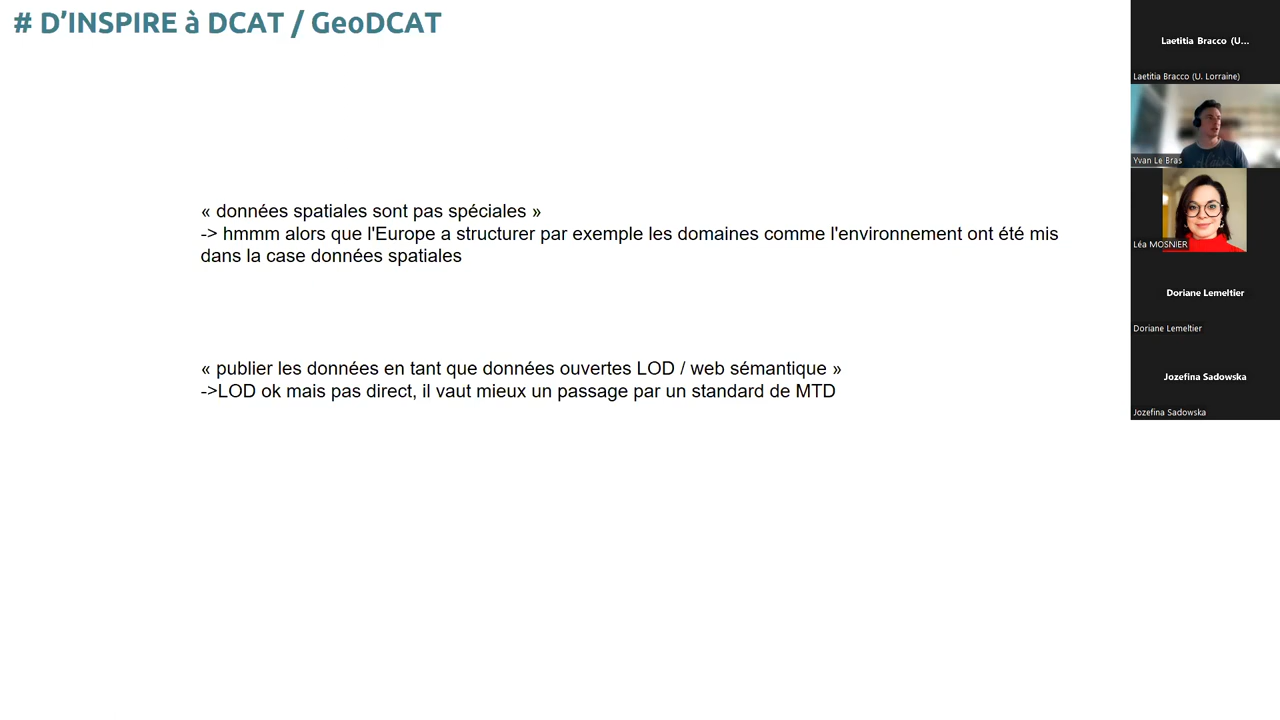 # D'INSPIRE à DCAT / GeoDCAT
« données spatiales sont pas spéciales »
-> hmmm alors que l'Europe a structurer par exemple les domaines comme l'environnement ont été mis
dans la case données spatiales
« publier les données en tant que données ouvertes LOD / web sémantique »
->LOD ok mais pas direct, il vaut mieux un passage par un standard de MTD
Laetitia Bracco (U...
Laetitia Bracco (U. Lorraine)
Yvan Le Bras
Léa MOSNIER
Doriane Lemeltier
Doriane Lemeltier
Jozefina Sadowska
Jozefina Sadowska